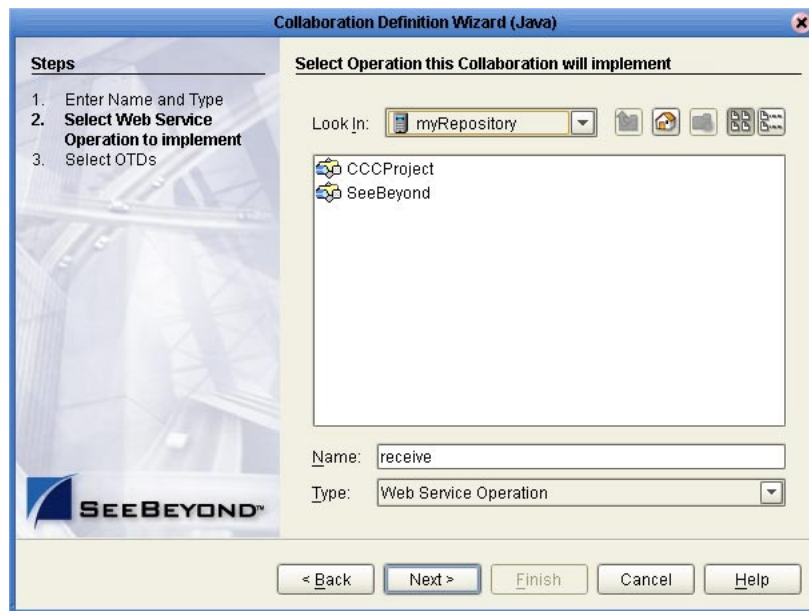 Collaboration Definition Wizard (Java)
Steps
1. Enter Name and Type
2. Select Web Service
Operation to implement
3. Select OTDs
Select Operation this Collaboration will implement
Look In: myRepository
CCCProject
SeeBeyond
Name: receive
Type: Web Service Operation
SEEBEYOND™
< Back Next > Finish Cancel Help